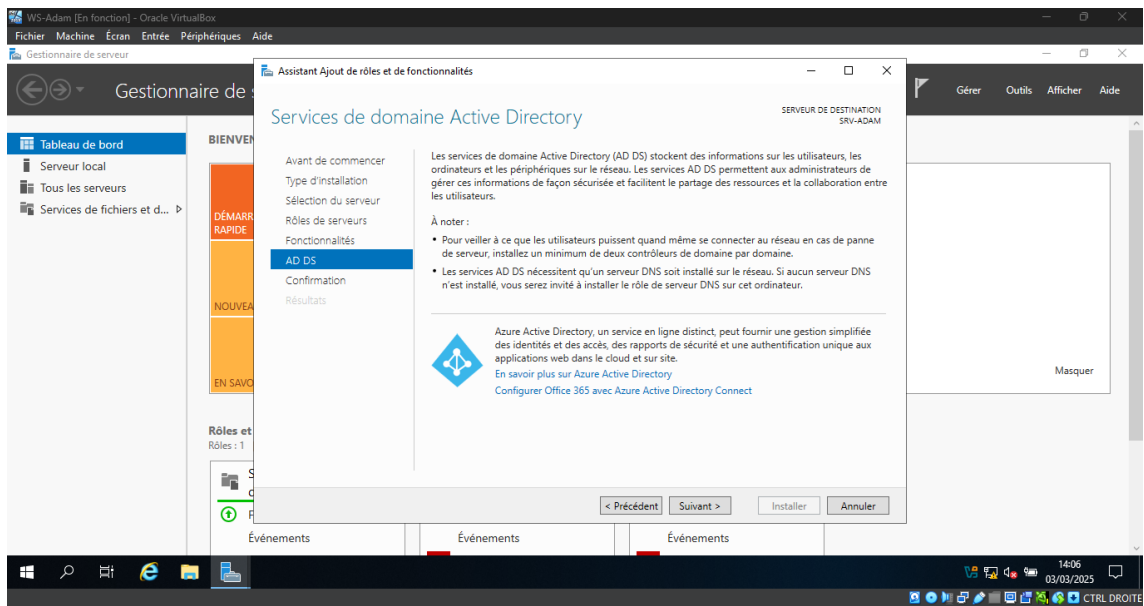 WS-Adam [En fonction] - Oracle VirtualBox
Fichier Machine Écran Entrée Périphériques Aide
Gestionnaire de serveur
Gestionnaire de
Gérer Outils Afficher Aide
Tableau de bord
Serveur local
Tous les serveurs
Services de fichiers et d...
BIENVEN
DÉMARR
RAPIDE
NOUVEA
EN SAVO
Masquer
Rôles et
Rôles : 1
Événements
Événements
Événements
Assistant Ajout de rôles et de fonctionnalités
Services de domaine Active Directory
SERVEUR DE DESTINATION
SRV-ADAM
Avant de commencer
Type d'installation
Sélection du serveur
Rôles de serveurs
Fonctionnalités
AD DS
Confirmation
Résultats
Les services de domaine Active Directory (AD DS) stockent des informations sur les utilisateurs, les
ordinateurs et les périphériques sur le réseau. Les services AD DS permettent aux administrateurs de
gérer ces informations de façon sécurisée et facilitent le partage des ressources et la collaboration entre
les utilisateurs.
À noter :
• Pour veiller à ce que les utilisateurs puissent quand même se connecter au réseau en cas de panne
de serveur, installez un minimum de deux contrôleurs de domaine par domaine.
• Les services AD DS nécessitent qu'un serveur DNS soit installé sur le réseau. Si aucun serveur DNS
n'est installé, vous serez invité à installer le rôle de serveur DNS sur cet ordinateur.
Azure Active Directory, un service en ligne distinct, peut fournir une gestion simplifiée
des identités et des accès, des rapports de sécurité et une authentification unique aux
applications web dans le cloud et sur site.
En savoir plus sur Azure Active Directory
Configurer Office 365 avec Azure Active Directory Connect
< Précédent Suivant > Installer Annuler
14:06
03/03/2025
CTRL DROITE